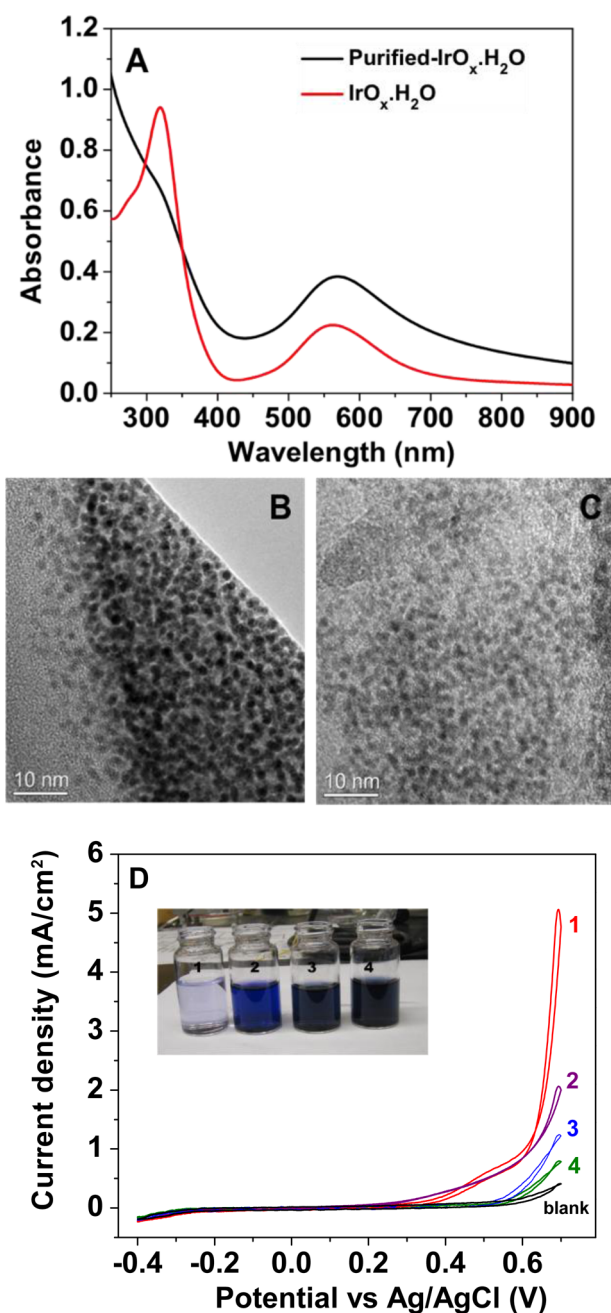 A
Purified-IrOₓ.H₂O
IrOₓ.H₂O
1.2
1.0
0.8
0.6
0.4
0.2
0.0
Absorbance
300 400 500 600 700 800 900
Wavelength (nm)
B
10 nm
C
10 nm
D
6
5
4
3
2
1
0
Current density (mA/cm²)
1 2 3 4
1
2
3
4
blank
-0.4 -0.2 0.0 0.2 0.4 0.6
Potential vs Ag/AgCl (V)